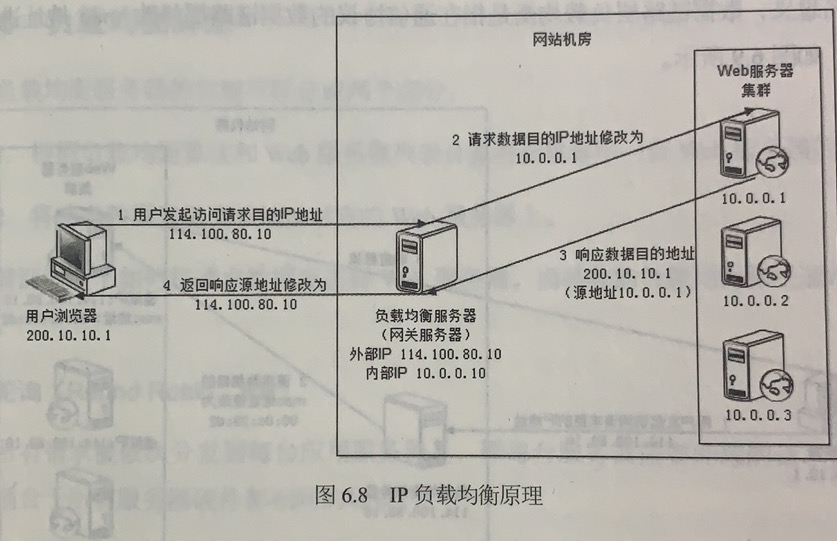 网站机房
Web服务器
集群
2 请求数据目的IP地址修改为
10.0.0.1
10.0.0.1
1 用户发起访问请求目的IP地址
114.100.80.10
3 响应数据目的地址
200.10.10.1
（源地址10.0.0.1）
10.0.0.2
4 返回响应源地址修改为
114.100.80.10
用户浏览器
200.10.10.1
负载均衡服务器
（网关服务器）
外部IP 114.100.80.10
内部IP 10.0.0.10
10.0.0.3
图 6.8 IP 负载均衡原理